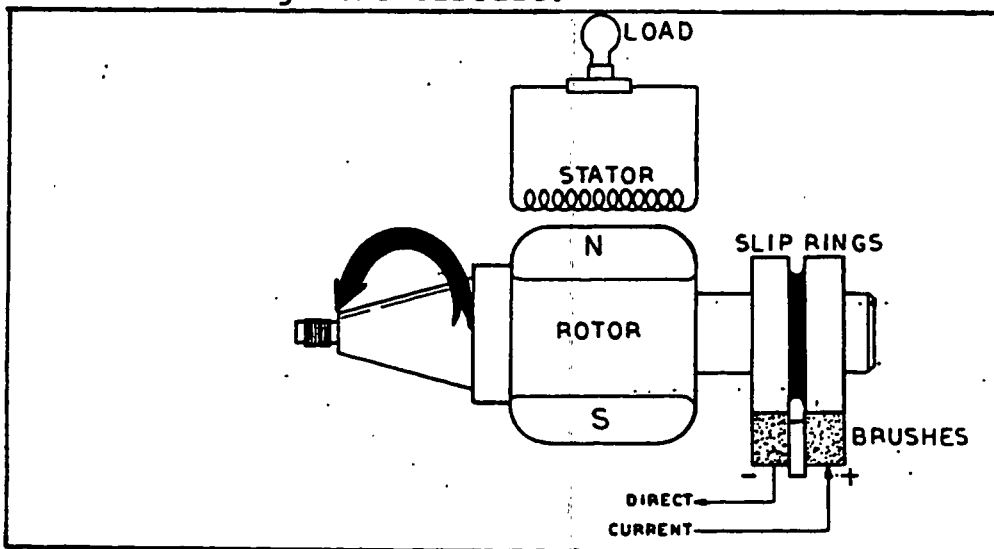 LOAD
STATOR
N
SLIP RINGS
ROTOR
S
BRUSHES
- +
DIRECT
CURRENT